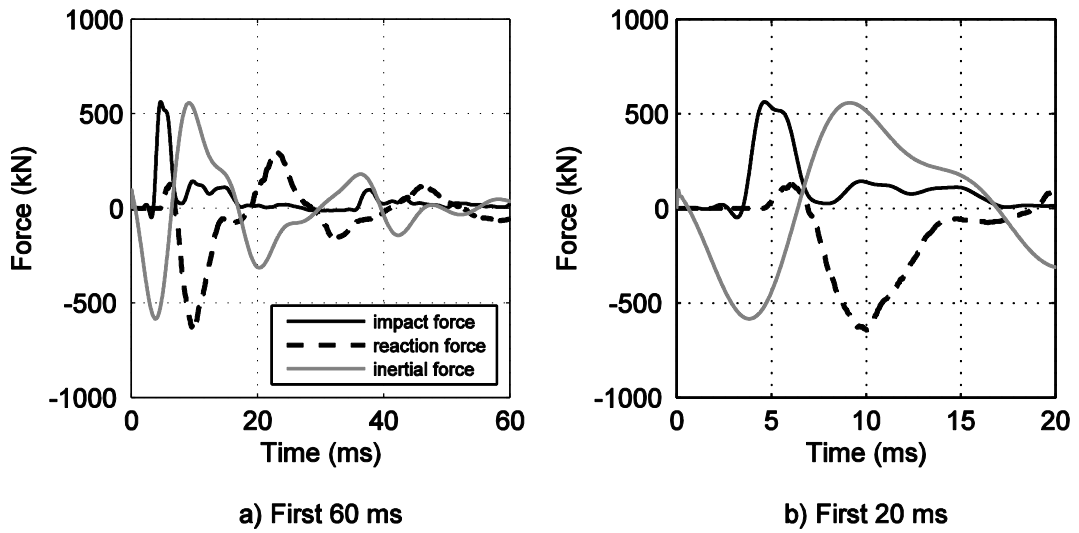 1000
500
0
-500
-1000
Force (kN)
0 20 40 60
Time (ms)
impact force
reaction force
inertial force
a) First 60 ms
1000
500
0
-500
-1000
Force (kN)
0 5 10 15 20
Time (ms)
b) First 20 ms